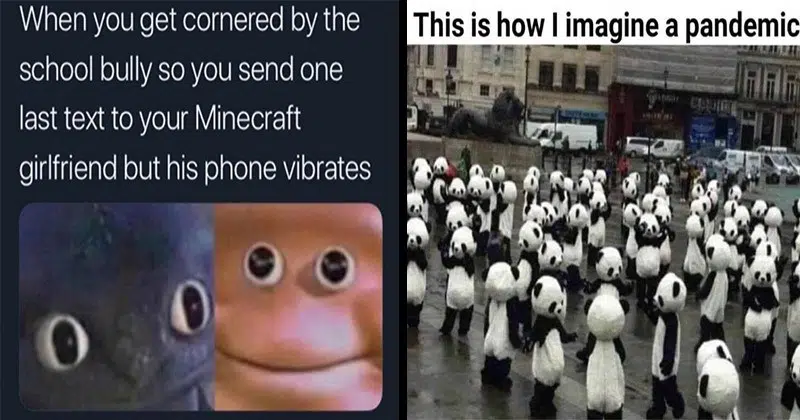 When you get cornered by the
school bully so you send one
last text to your Minecraft
girlfriend but his phone vibrates
This is how I imagine a pandemic